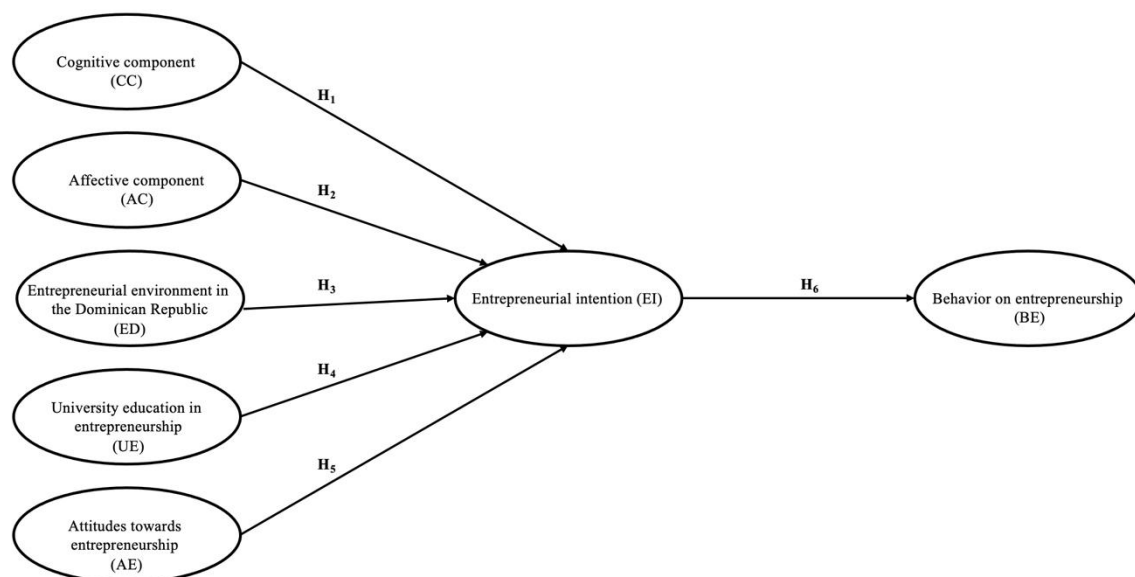 Cognitive component
(CC)
H₁
Affective component
(AC)
H₂
Entrepreneurial environment in
the Dominican Republic
(ED)
H₃
Entrepreneurial intention (EI)
H₆
Behavior on entrepreneurship
(BE)
University education in
entrepreneurship
(UE)
H₄
Attitudes towards
entrepreneurship
(AE)
H₅